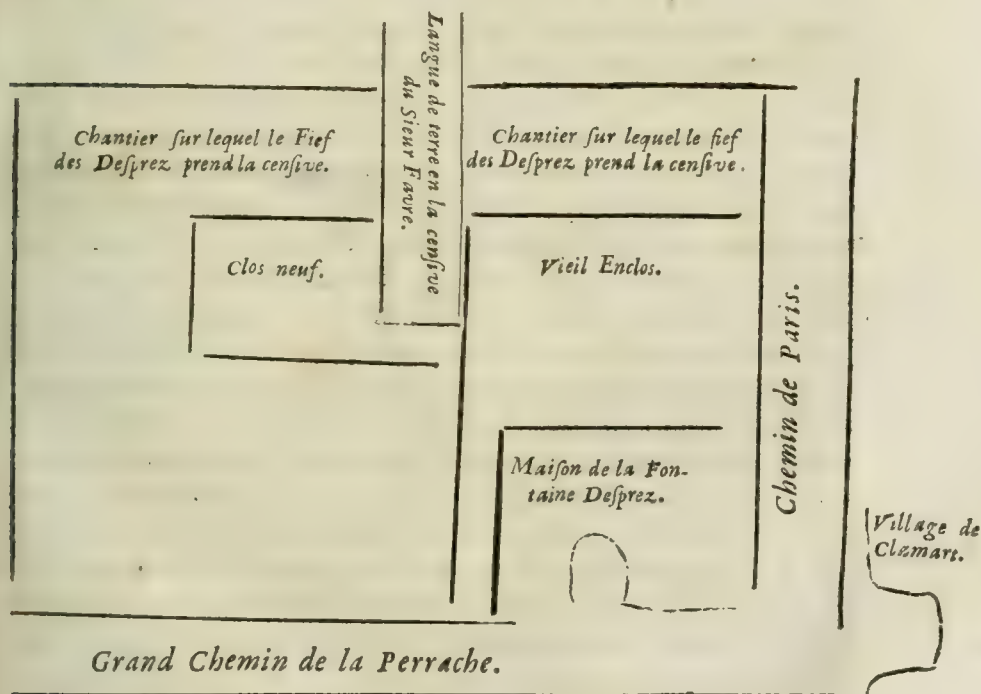 Langue de terre en la censive
du Sieur Favre.
Chantier sur lequel le Fief
des Desprez prend la censive.
Chantier sur lequel le fief
des Desprez prend la censive.
Clos neuf.
Vieil Enclos.
Chemin de Paris.
Maison de la Fon-
taine Desprez.
Village de
Clamart.
Grand Chemin de la Perrache.